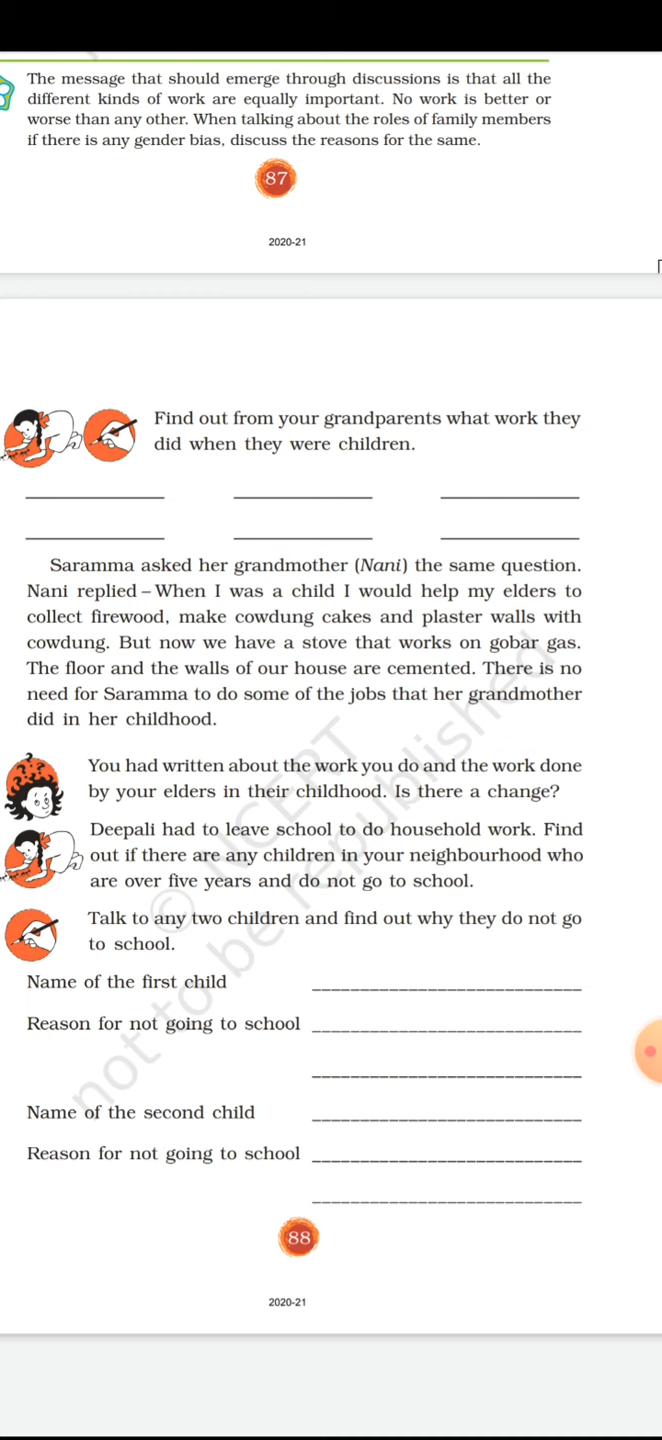 The message that should emerge through discussions is that all the
different kinds of work are equally important. No work is better or
worse than any other. When talking about the roles of family members
if there is any gender bias, discuss the reasons for the same.
87
2020-21
Find out from your grandparents what work they
did when they were children.
Saramma asked her grandmother (Nani) the same question.
Nani replied – When I was a child I would help my elders to
collect firewood, make cowdung cakes and plaster walls with
cowdung. But now we have a stove that works on gobar gas.
The floor and the walls of our house are cemented. There is no
need for Saramma to do some of the jobs that her grandmother
did in her childhood.
You had written about the work you do and the work done
by your elders in their childhood. Is there a change?
Deepali had to leave school to do household work. Find
out if there are any children in your neighbourhood who
are over five years and do not go to school.
Talk to any two children and find out why they do not go
to school.
Name of the first child
Reason for not going to school
Name of the second child
Reason for not going to school
© NCERT
not to be republished
88
2020-21